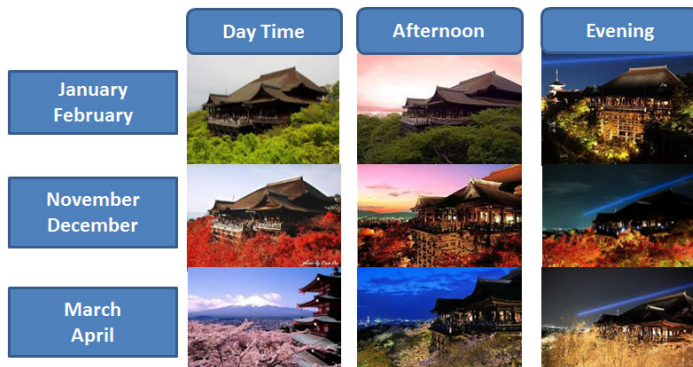 Day Time
Afternoon
Evening
January
February
November
December
March
April